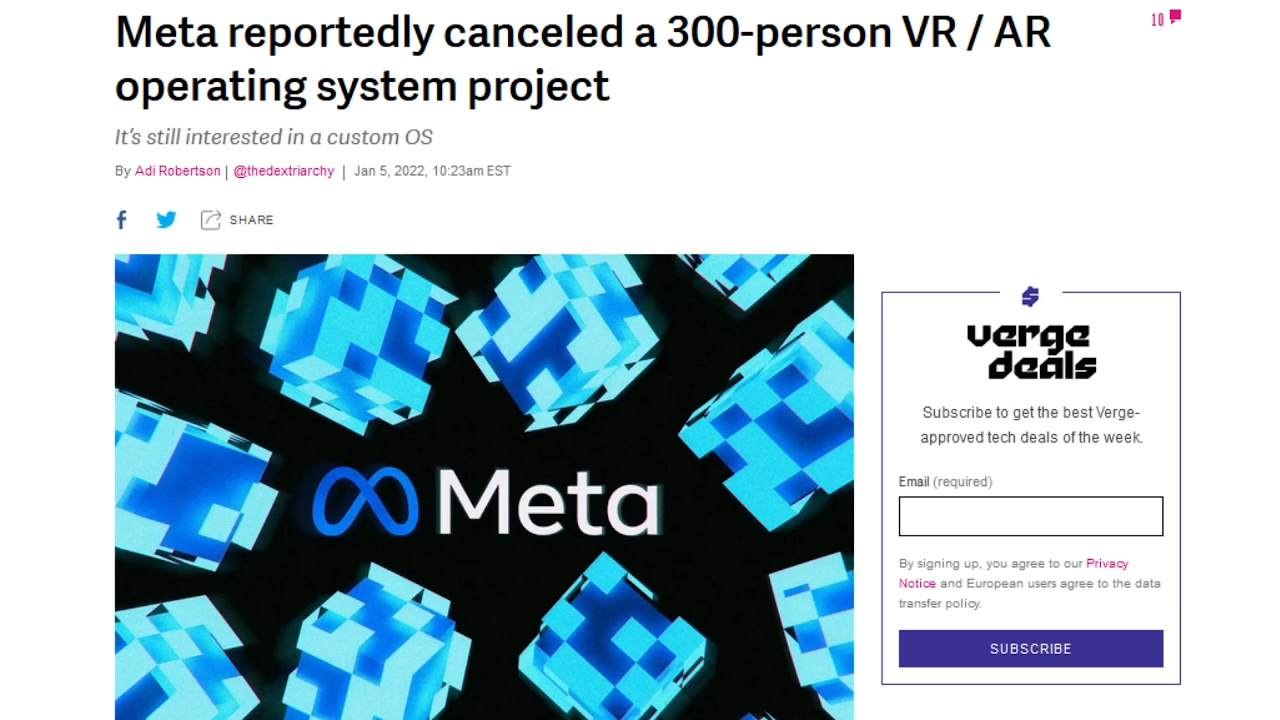 Meta reportedly canceled a 300-person VR / AR
operating system project
10
It's still interested in a custom OS
By Adi Robertson | @thedextriarchy | Jan 5, 2022, 10:23am EST
SHARE
Meta
verge
deals
Subscribe to get the best Verge-
approved tech deals of the week.
Email (required)
By signing up, you agree to our Privacy
Notice and European users agree to the data
transfer policy.
SUBSCRIBE